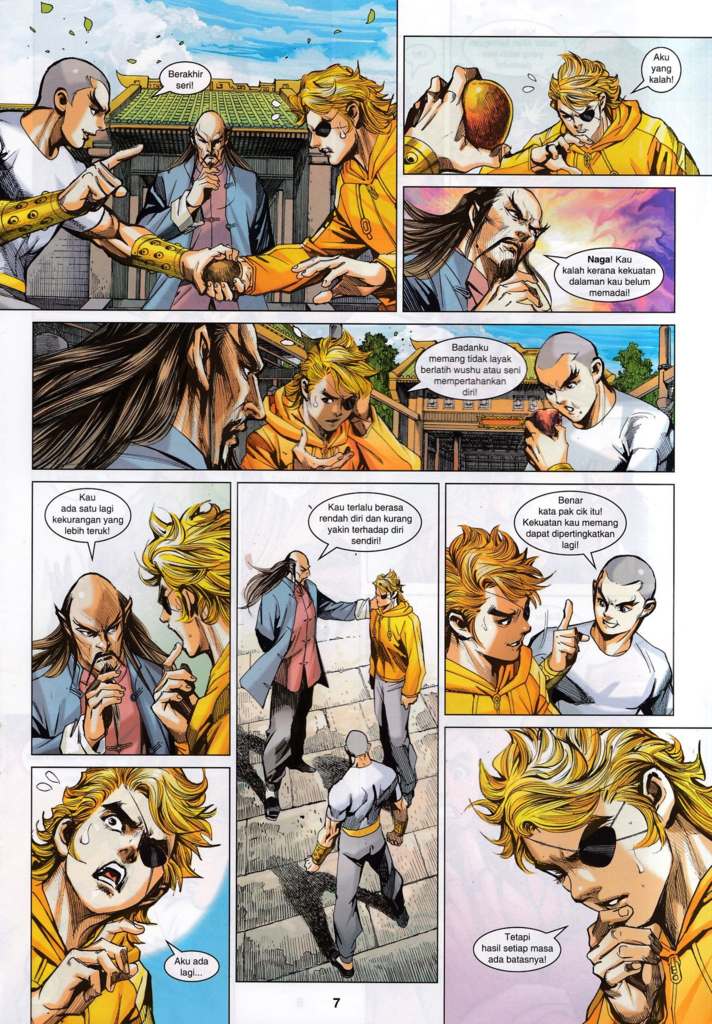 Berakhir
seri!
Aku
yang
kalah!
Naga! Kau
kalah kerana kekuatan
dalaman kau belum
memadai!
Badanku
memang tidak layak
berlatih wushu atau seni
mempertahankan
diri!
Kau
ada satu lagi
kekurangan yang
lebih teruk!
Kau terlalu berasa
rendah diri dan kurang
yakin terhadap diri
sendiri!
Benar
kata pak cik itu!
Kekuatan kau memang
dapat dipertingkatkan
lagi!
Aku ada
lagi...
Tetapi
hasil setiap masa
ada batasnya!
7